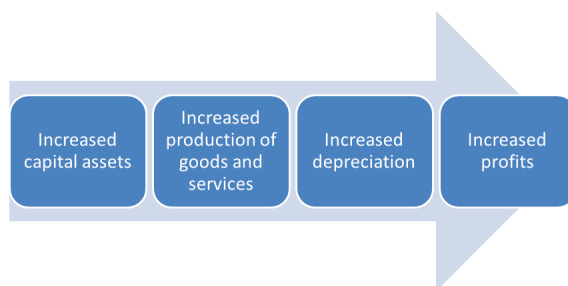 Increased
capital assets
Increased
production of
goods and
services
Increased
depreciation
Increased
profits